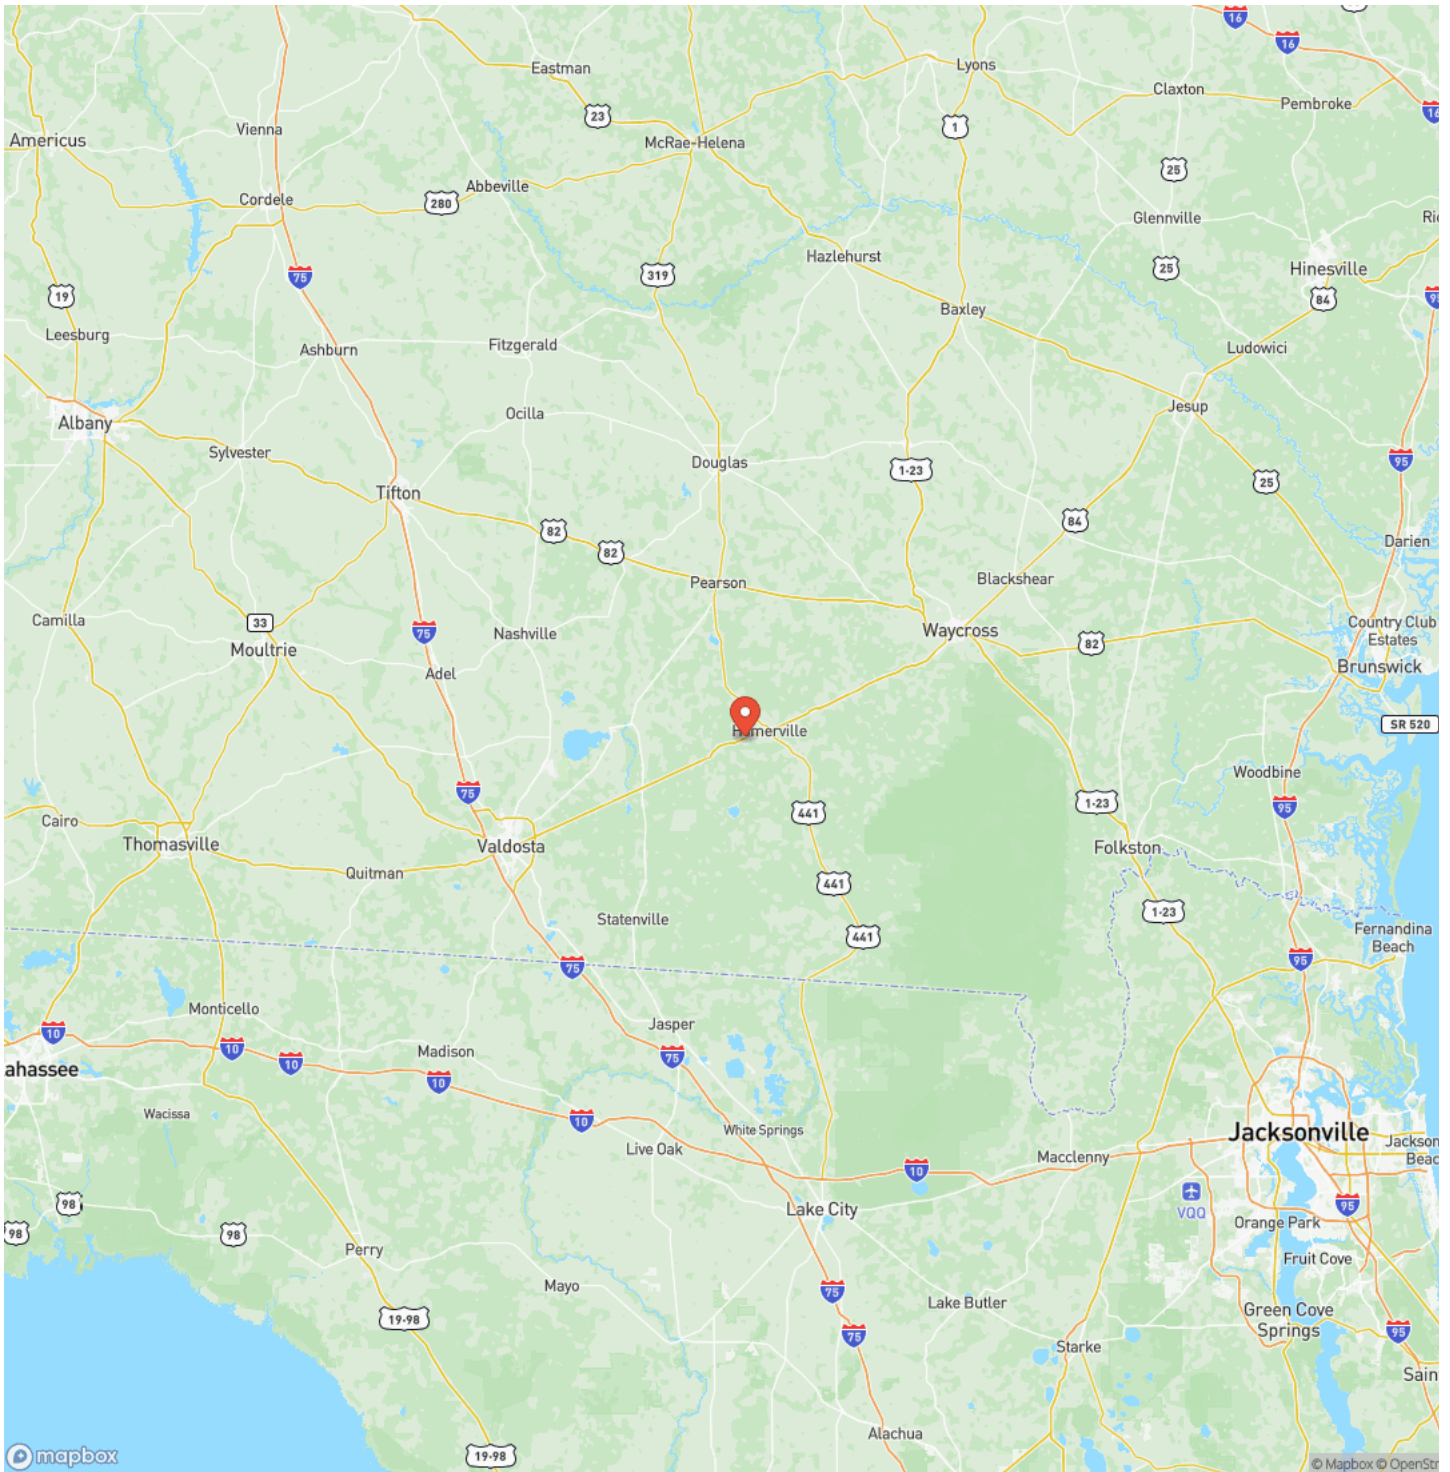 16
16
Lyons
Eastman
Claxton
Pembroke
16
23
1
Vienna
Americus
McRae-Helena
25
Abbeville
Cordele
280
Glennville
Hazlehurst
Hinesville
25
75
319
19
84
95
Baxley
Leesburg
Fitzgerald
Ashburn
Ludowici
Jesup
Ocilla
Albany
Sylvester
Douglas
95
1-23
25
Tifton
84
82
82
Darien
Pearson
Blackshear
Camilla
33
Country Club
Estates
75
Nashville
Waycross
82
Moultrie
Brunswick
Adel
SR 520
Homerville
Woodbine
75
1-23
95
441
Cairo
Thomasville
Valdosta
Folkston
Quitman
441
1-23
Statenville
Fernandina
Beach
441
95
75
Monticello
Jasper
10
10
10
Madison
75
ahassee
10
Wacissa
10
White Springs
Jacksonville
Jackson
Beac
Live Oak
Macclenny
10
VQQ
98
95
Lake City
98
98
Orange Park
Perry
Fruit Cove
Mayo
75
Lake Butler
Green Cove
Springs
19-98
75
95
Starke
Sain
Alachua
19-98
mapbox
© Mapbox © OpenStr